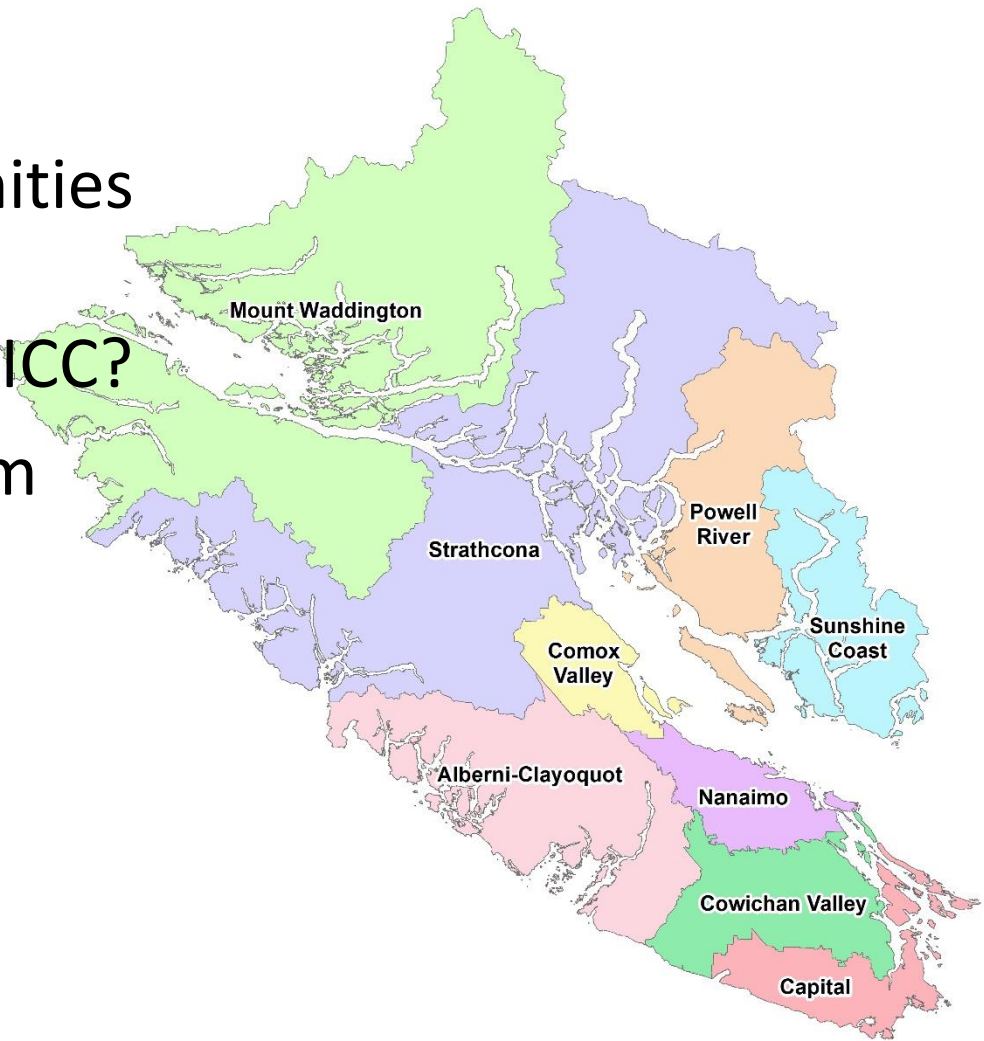 nities
ICC?
m
Mount Waddington
Strathcona
Powell
River
Sunshine
Coast
Comox
Valley
Alberni-Clayoquot
Nanaimo
Cowichan Valley
Capital